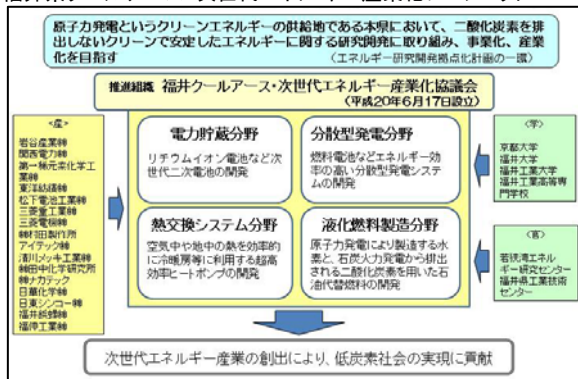 原子力発電というクリーンエネルギーの供給地である本県において、二酸化炭素を排
出しないクリーンで安定したエネルギーに関する研究開発に取り組み、事業化、産業
化を目指す
(エネルギー研究開発拠点化計画の一環)
推進組織 福井クールアース・次世代エネルギー産業化協議会
(平成20年6月17日設立)
<産>
岩谷産業㈱
関西電力㈱
第一稀元素化学工
業㈱
東洋紡績㈱
松下電池工業㈱
三菱重工業㈱
三菱電機㈱
㈱村田製作所
アイテック㈱
清川メッキ工業㈱
㈱田中化学研究所
㈱ナカテック
日華化学㈱
日東シンコー㈱
福井鋲螺㈱
福伸工業㈱
電力貯蔵分野
リチウムイオン電池など次
世代二次電池の開発
分散型発電分野
燃料電池などエネルギー効
率の高い分散型発電システ
ムの開発
熱交換システム分野
空気中や地中の熱を効率的
に冷暖房等に利用する超高
効率ヒートポンプの開発
液化燃料製造分野
原子力発電により製造する水
素と、石炭火力発電から排出
される二酸化炭素を用いた石
油代替燃料の開発
<学>
京都大学
福井大学
福井工業大学
福井工業高等専
門学校
<官>
若狭湾エネル
ギー研究センター
福井県工業技術
センター
次世代エネルギー産業の創出により、低炭素社会の実現に貢献